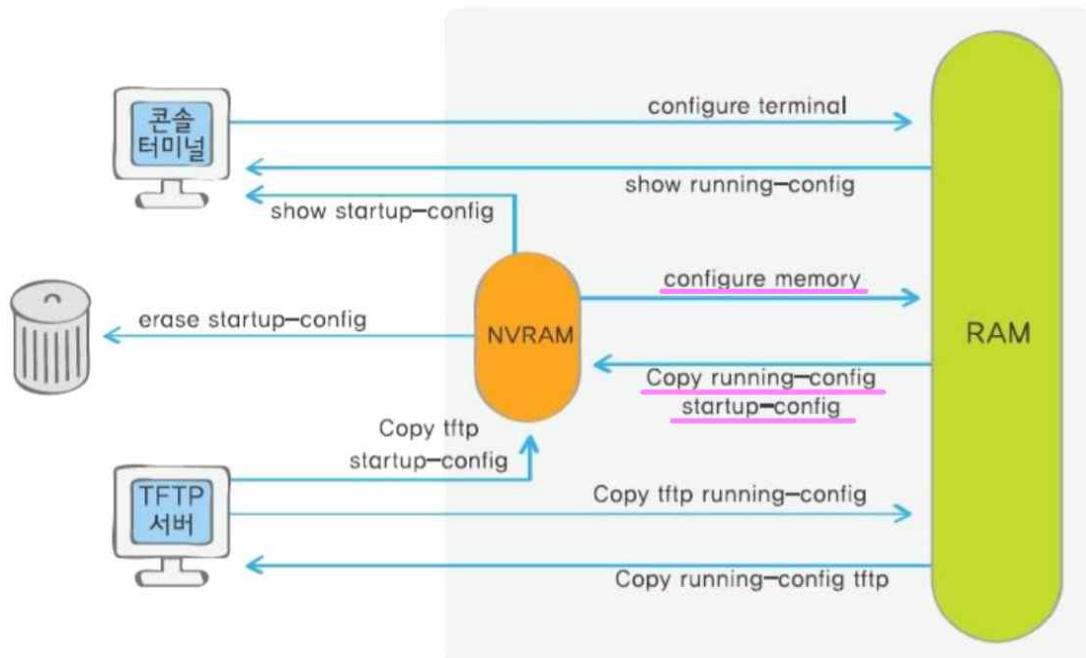 configure terminal
콘솔
터미널
show running-config
show startup-config
configure memory
erase startup-config
NVRAM
RAM
Copy running-config
startup-config
Copy tftp
startup-config
TFTP
서버
Copy tftp running-config
Copy running-config tftp